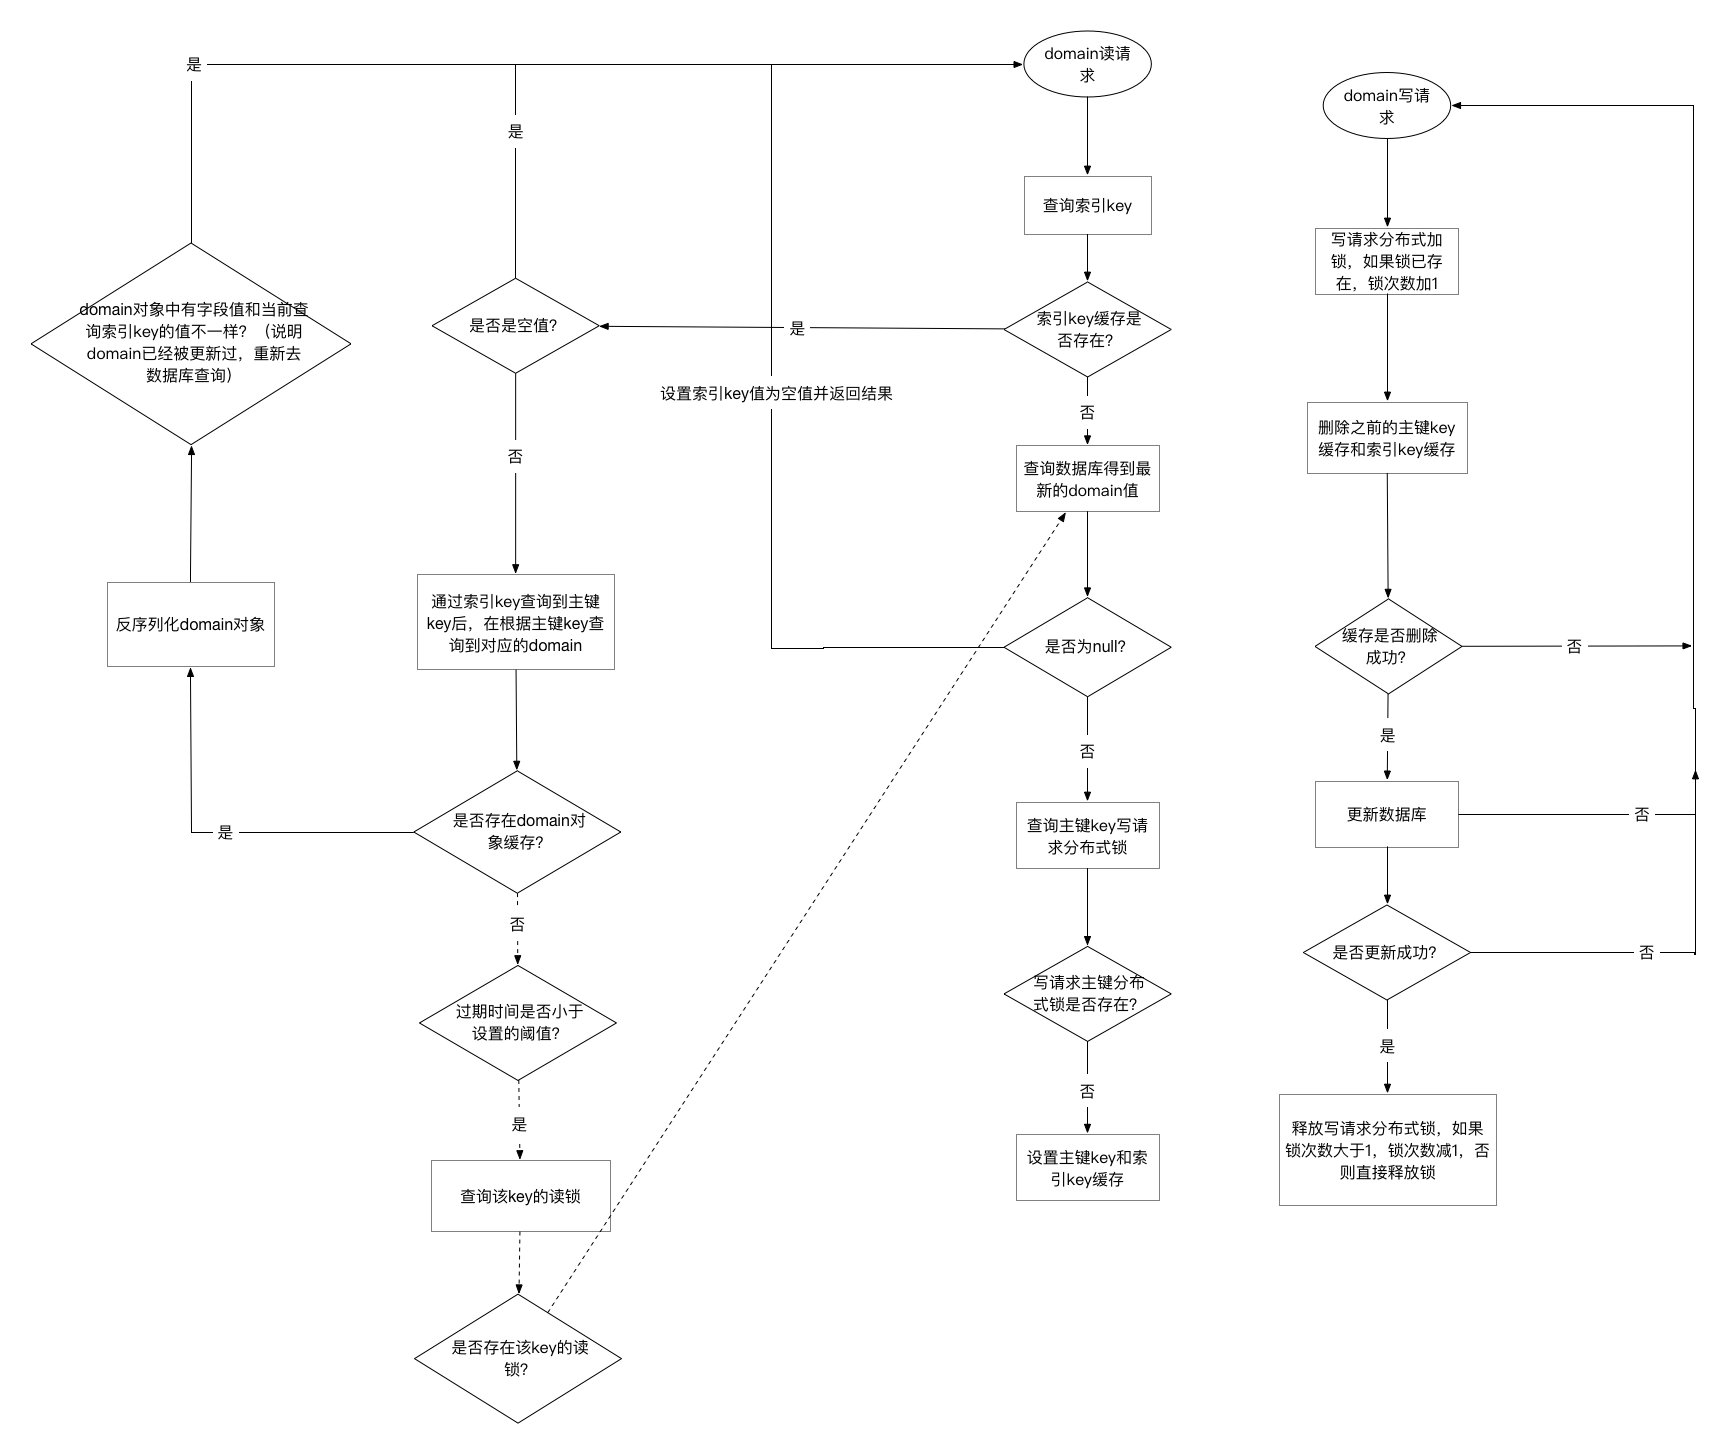 是
domain读请
求
domain写请
求
是
查询索引key
写请求分布式加
锁，如果锁已存
在，锁次数加1
domain对象中有字段值和当前查
询索引key的值不一样？（说明
domain已经被更新过，重新去
数据库查询）
是否是空值？
是
索引key缓存是
否存在？
设置索引key值为空值并返回结果
否
删除之前的主键key
缓存和索引key缓存
否
查询数据库得到最
新的domain值
反序列化domain对象
通过索引key查询到主键
key后，在根据主键key查
询到对应的domain
是否为null？
缓存是否删除
成功？
否
否
是
是
是否存在domain对
象缓存？
查询主键key写请
求分布式锁
更新数据库
否
否
写请求主键分布
式锁是否存在？
是否更新成功？
否
过期时间是否小于
设置的阈值？
是
否
是
查询该key的读锁
设置主键key和索
引key缓存
释放写请求分布式锁，如果
锁次数大于1，锁次数减1，否
则直接释放锁
是否存在该key的读
锁？